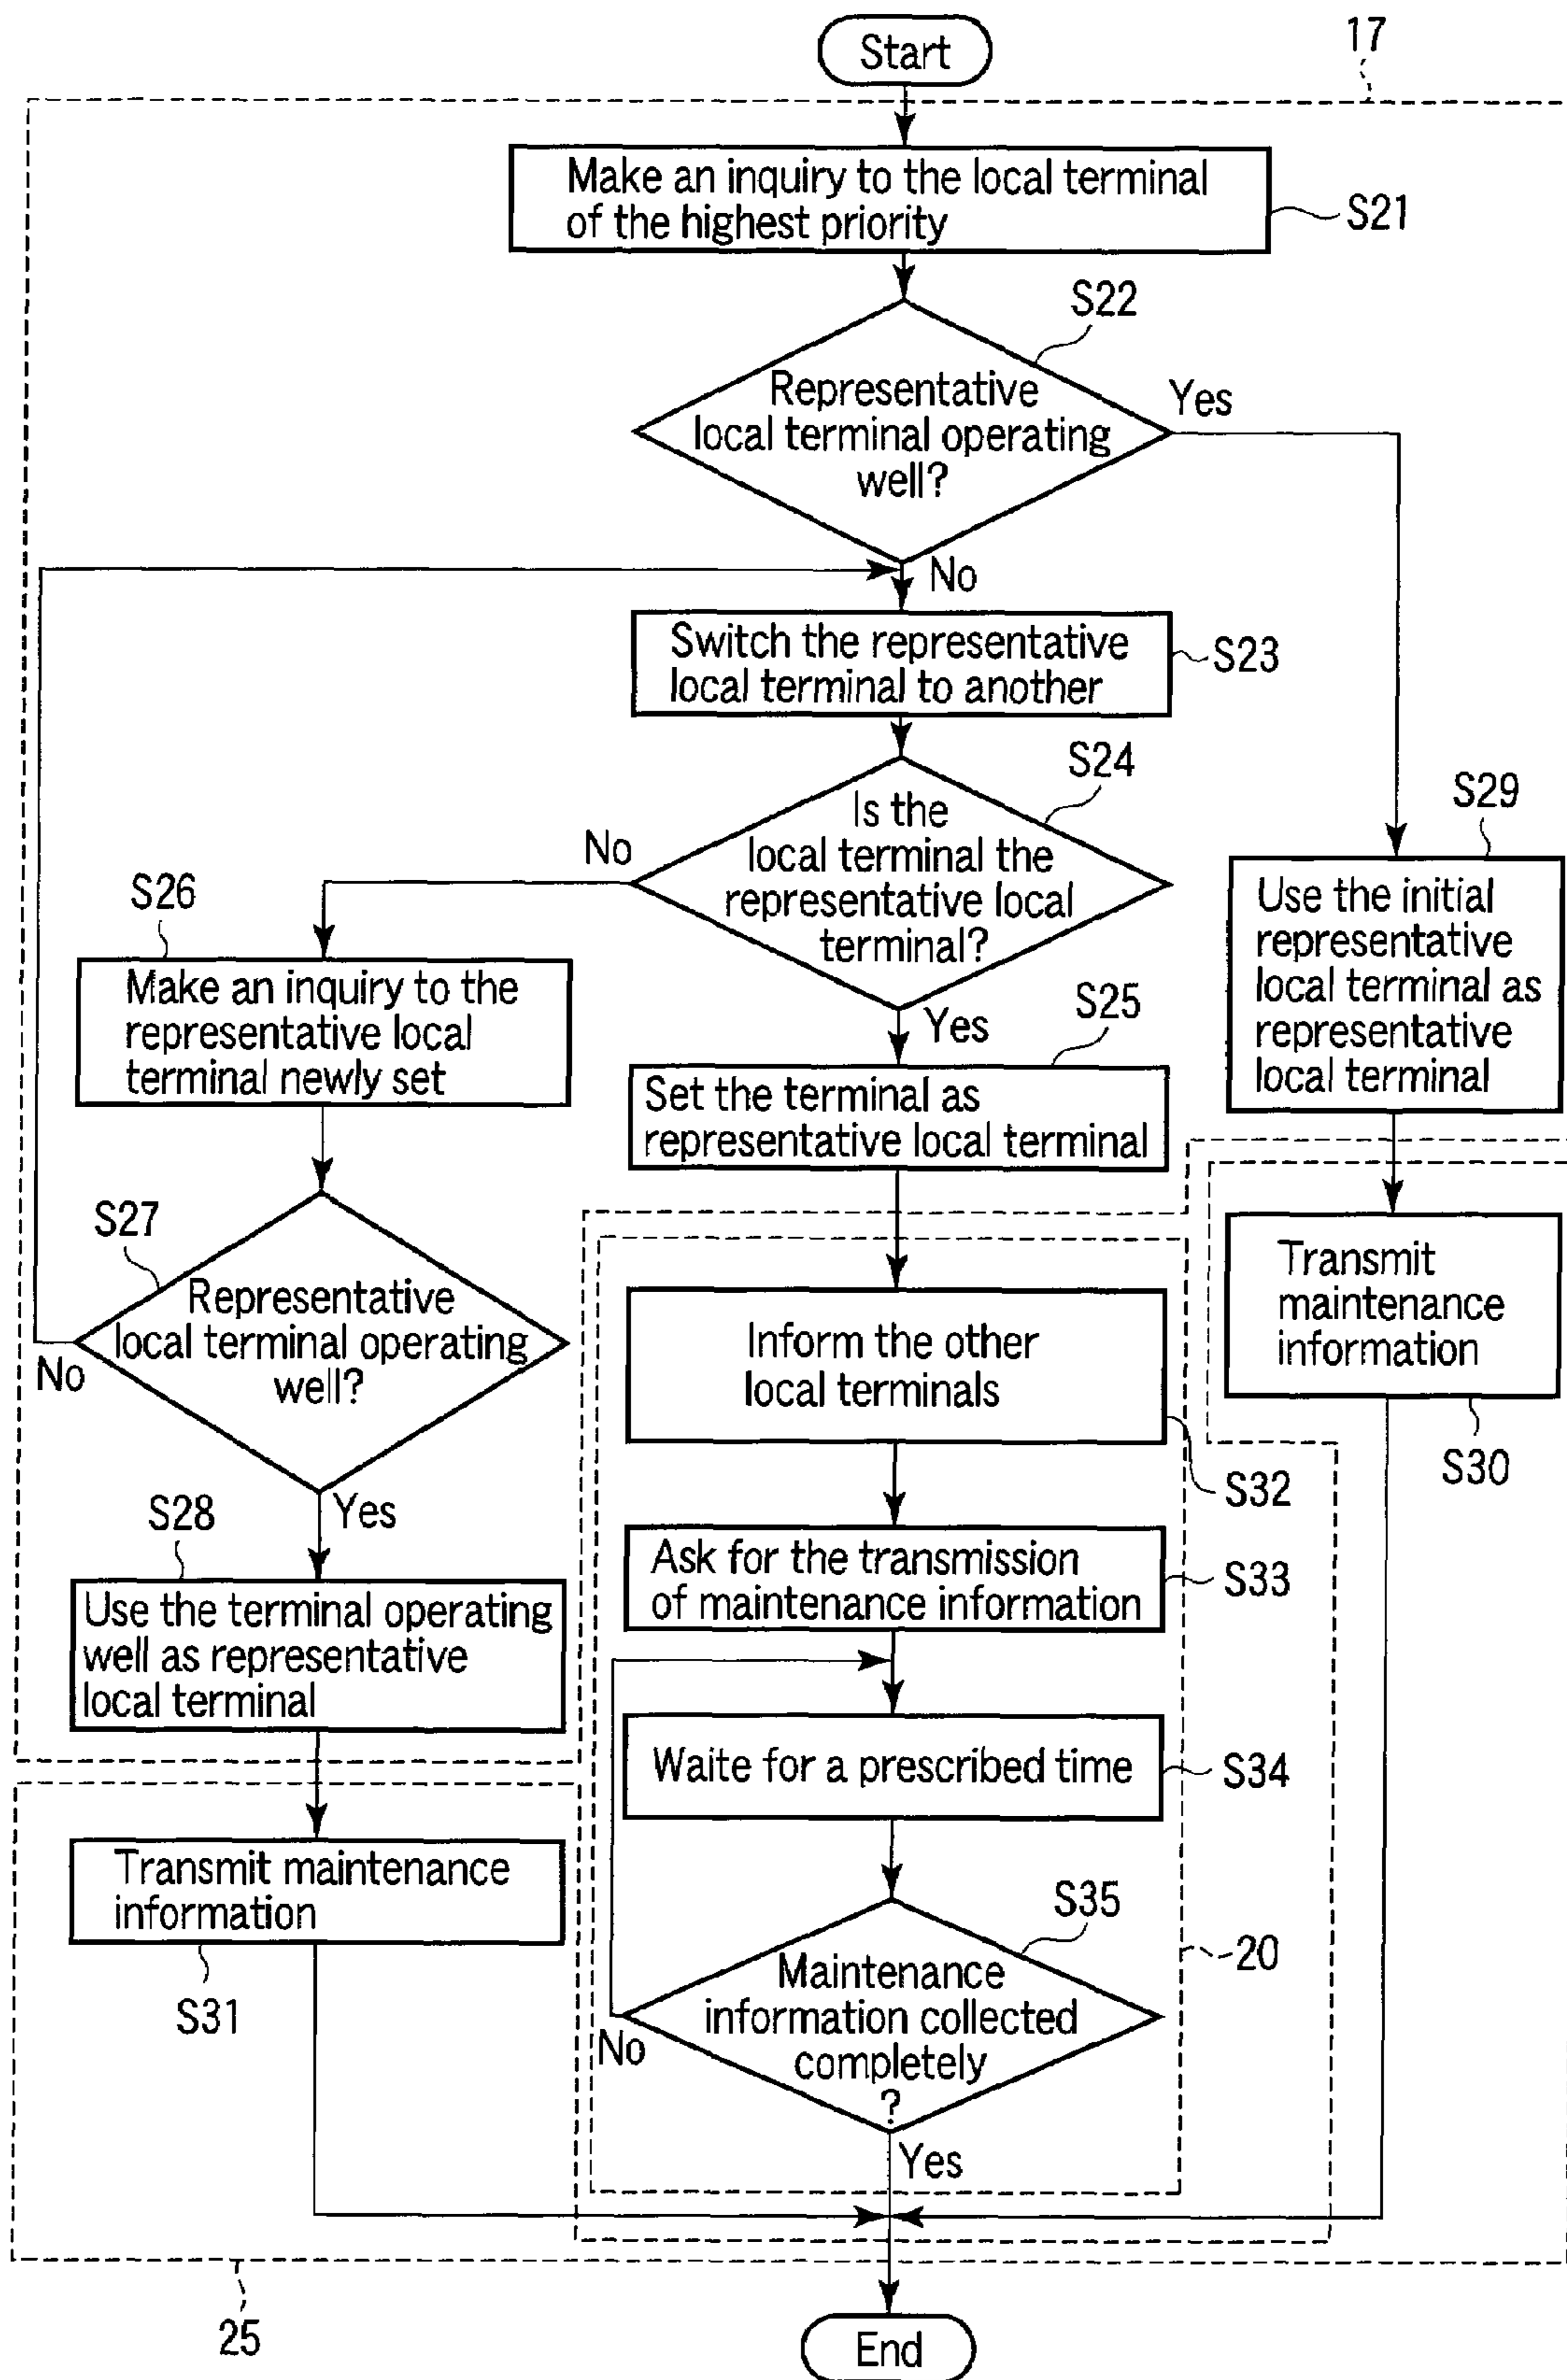 Start
17
Make an inquiry to the local terminal
of the highest priority
S21
S22
Representative
local terminal operating
well?
Yes
No
Switch the representative
local terminal to another
S23
S24
Is the
local terminal the
representative local
terminal?
No
Yes
S29
Use the initial
representative
local terminal as
representative
local terminal
S26
Make an inquiry to the
representative local
terminal newly set
S25
Set the terminal as
representative local terminal
S27
Representative
local terminal operating
well?
No
Yes
Transmit
maintenance
information
S30
Inform the other
local terminals
S32
S28
Use the terminal operating
well as representative
local terminal
Ask for the transmission
of maintenance information
S33
Waite for a prescribed time
S34
Transmit maintenance
information
S31
S35
Maintenance
information collected
completely
?
No
Yes
20
25
End